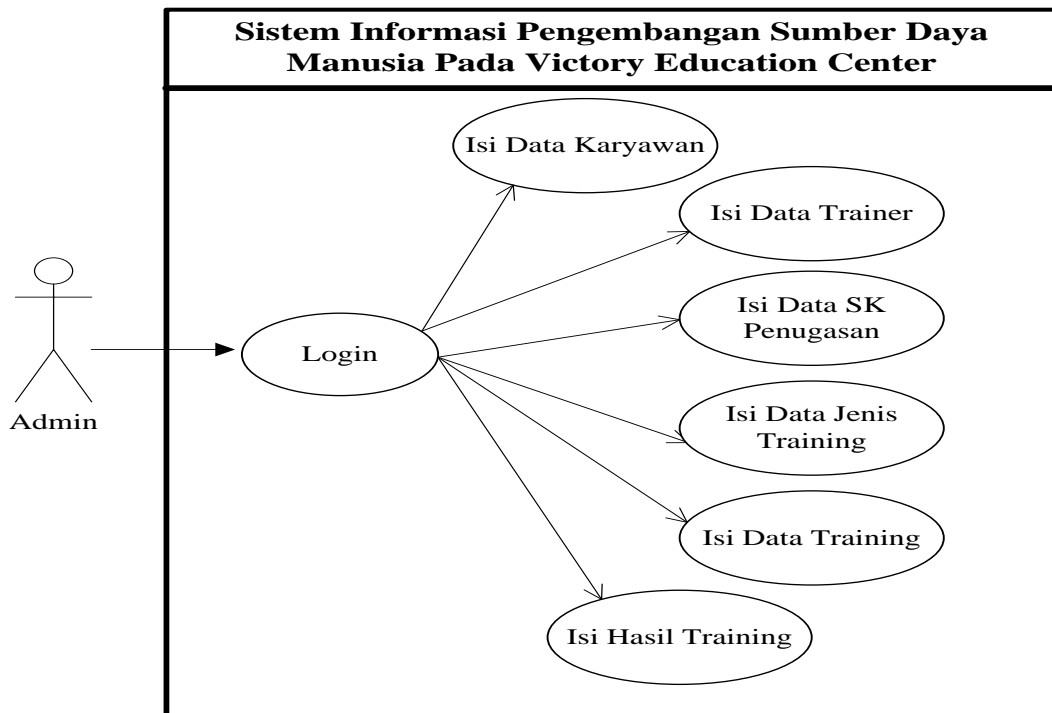 Sistem Informasi Pengembangan Sumber Daya
Manusia Pada Victory Education Center
Isi Data Karyawan
Isi Data Trainer
Isi Data SK
Penugasan
Login
Admin
Isi Data Jenis
Training
Isi Data Training
Isi Hasil Training